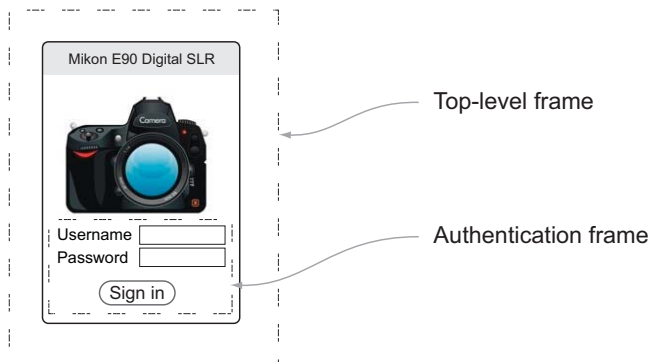 Mikon E90 Digital SLR
Camera
Top-level frame
Username
Password
Sign in
Authentication frame